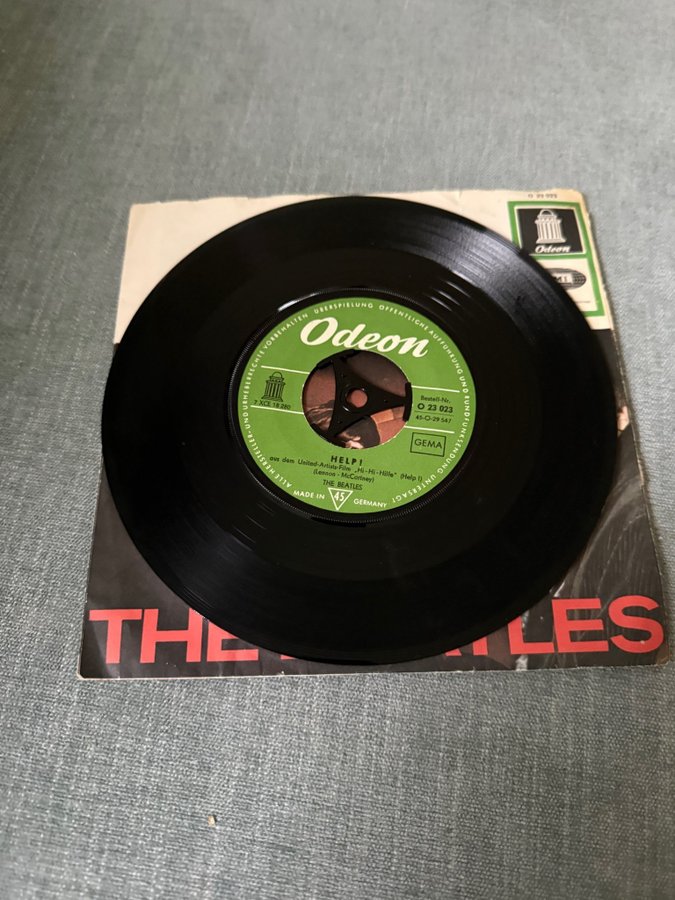 Odeon
ALLE HERSTELLER- UND URHEBERRECHTE VORBEHALTEN ÜBERSPIELUNG ÖFFENTLICHE AUFFÜHRUNG UND RUNDFUNKSENDUNG UNTERSAGT
Odeon
7 XCE 18 280
Bestell-Nr.
O 23 023
45-O-29 547
GEMA
HELP!
aus dem United-Artists-Film „Hi-Hi-Hilfe" (Help!)
(Lennon - McCartney)
THE BEATLES
MADE IN 45 GERMANY
THE TLES